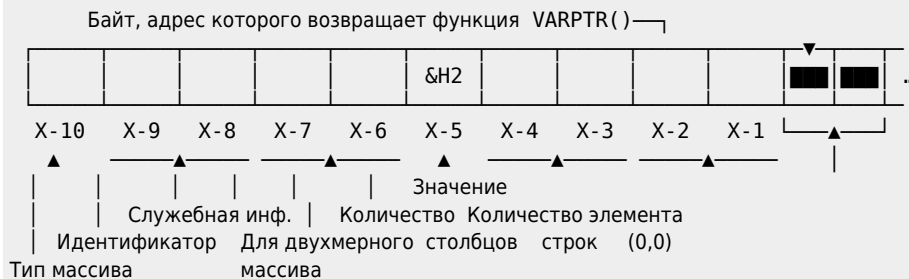 Байт, адрес которого возвращает функция VARPTR()
&H2
X-10 X-9 X-8 X-7 X-6 X-5 X-4 X-3 X-2 X-1
Значение
Служебная инф. Количество Количество элемента
Идентификатор Для двухмерного столбцов строк (0,0)
Тип массива массива